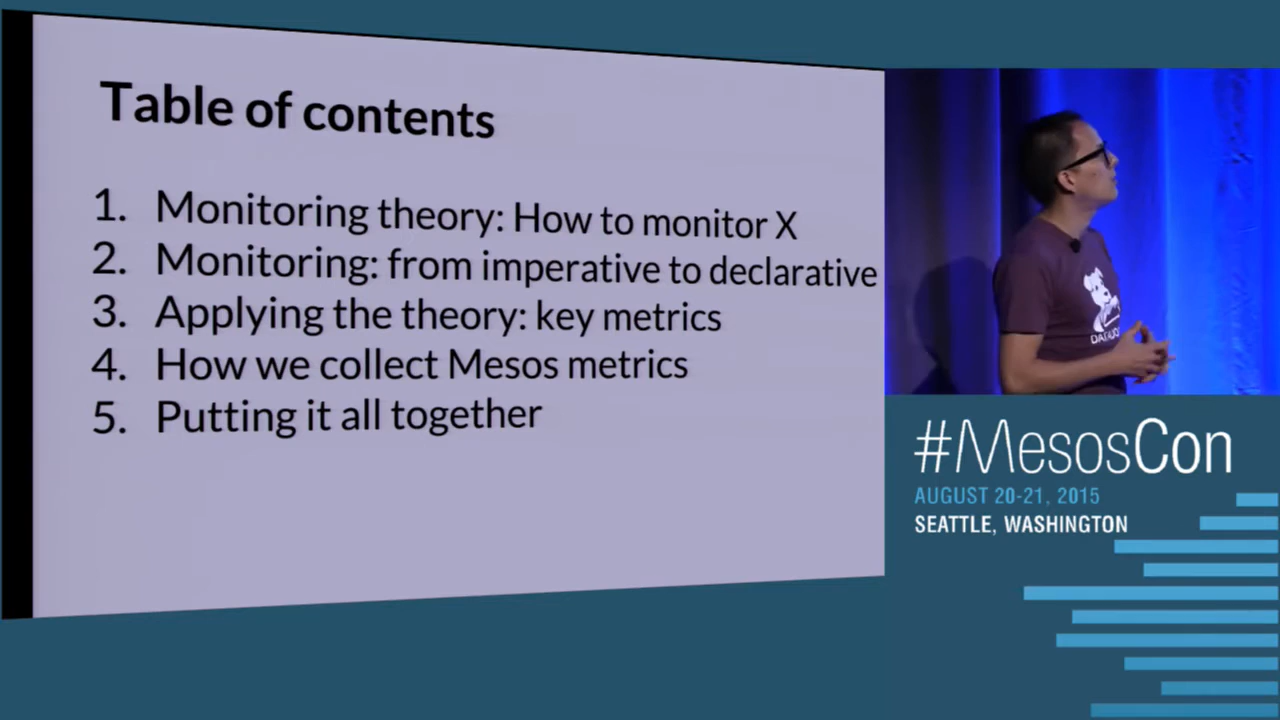 Table of contents
1. Monitoring theory: How to monitor X
2. Monitoring: from imperative to declarative
3. Applying the theory: key metrics
4. How we collect Mesos metrics
5. Putting it all together
#MesosCon
AUGUST 20-21, 2015
SEATTLE, WASHINGTON